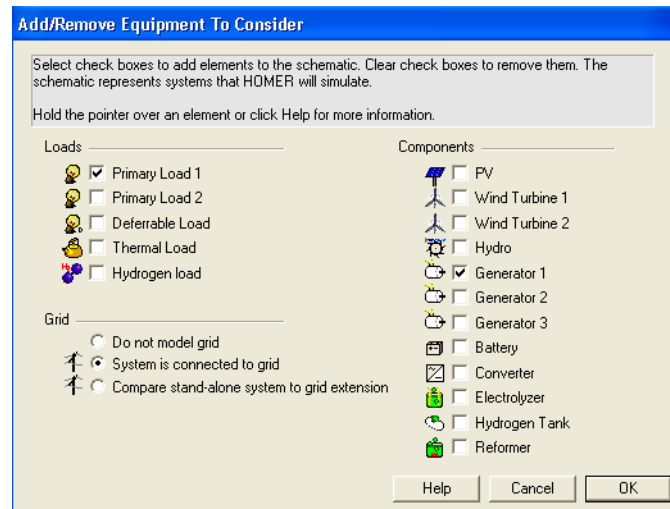 Add/Remove Equipment To Consider
Select check boxes to add elements to the schematic. Clear check boxes to remove them. The
schematic represents systems that HOMER will simulate.
Hold the pointer over an element or click Help for more information.
Loads
Primary Load 1
Primary Load 2
Deferrable Load
Thermal Load
Hydrogen load
Grid
Do not model grid
System is connected to grid
Compare stand-alone system to grid extension
Components
PV
Wind Turbine 1
Wind Turbine 2
Hydro
Generator 1
Generator 2
Generator 3
Battery
Converter
Electrolyzer
Hydrogen Tank
Reformer
Help
Cancel
OK